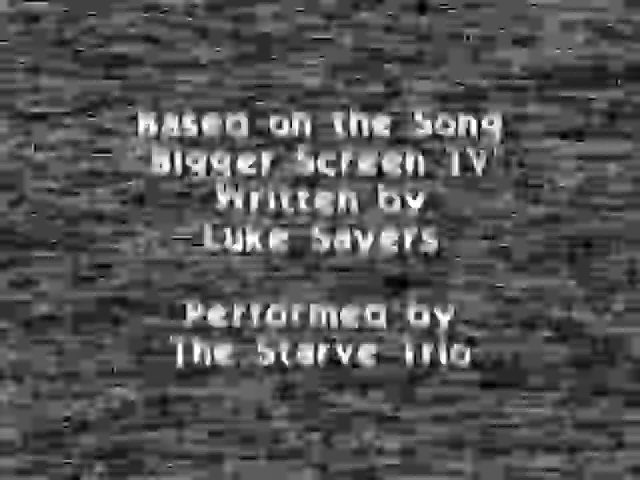 Based on the Song
"Bigger Screen TV"
Written by
Luke Sayers
Performed by
The Starve Trio